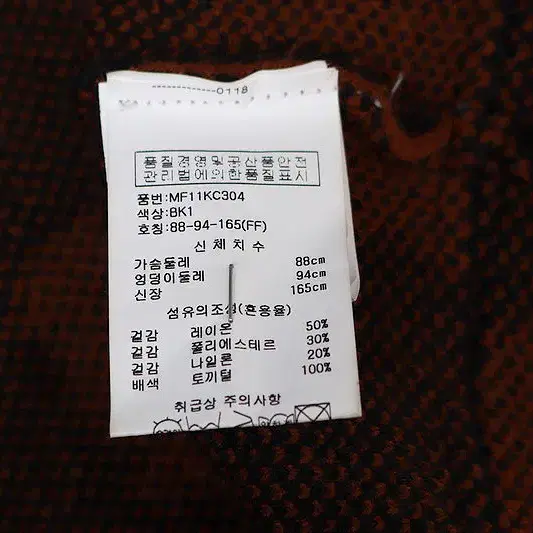 ------------0118
품질경영및공산품안전
관리법에의한품질표시
품번:MF11KC304
색상:BK1
호칭:88-94-165(FF)
신체치수
가슴둘레 88cm
엉덩이둘레 94cm
신장 165cm
섬유의조성(혼용율)
겉감 레이온 50%
겉감 폴리에스테르 30%
겉감 나일론 20%
배색 토끼털 100%
취급상 주의사항